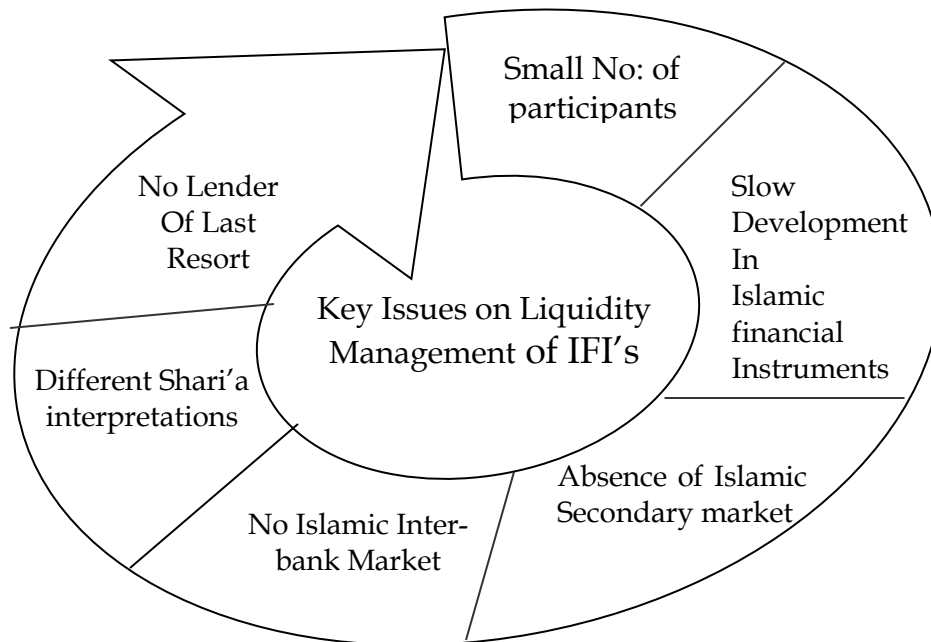 Small No: of
participants
Slow
Development
In
Islamic
financial
Instruments
Absence of Islamic
Secondary market
No Islamic Inter-
bank Market
Different Shari’a
interpretations
No Lender
Of Last
Resort
Key Issues on Liquidity
Management of IFI’s